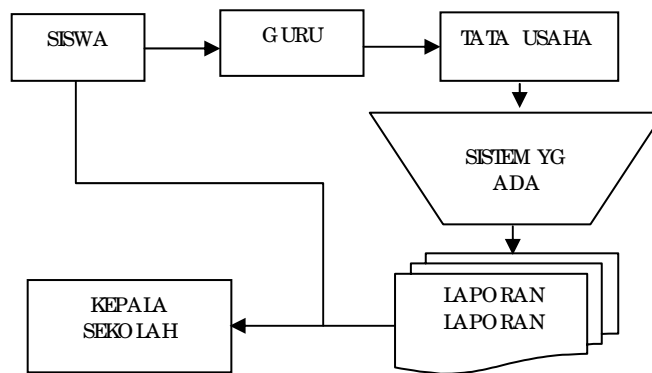 SISWA
GURU
TATA USAHA
SISTEM YG
ADA
LAPORAN
LAPORAN
KEPALA
SEKOLAH